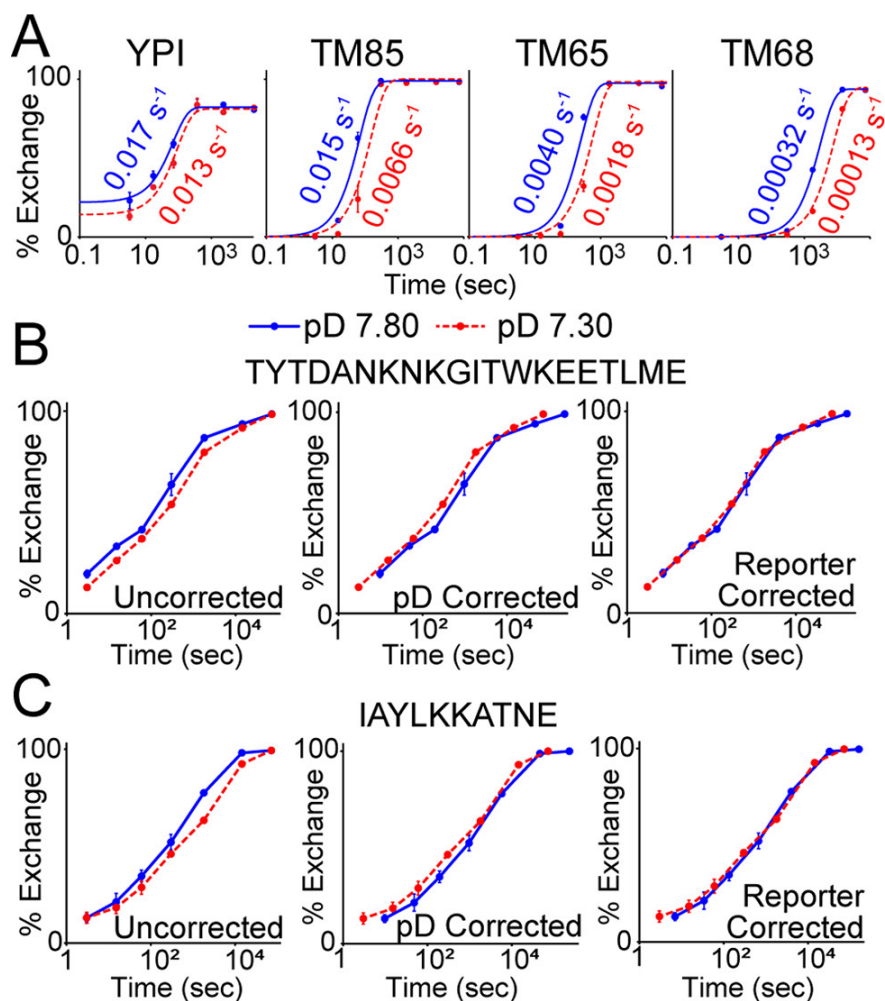 A
YPI TM85 TM65 TM68
% Exchange
100
0
0.017 s⁻¹
0.013 s⁻¹
0.015 s⁻¹
0.0066 s⁻¹
0.0040 s⁻¹
0.0018 s⁻¹
0.00032 s⁻¹
0.00013 s⁻¹
0.1 10 10³ 0.1 10 10³ 0.1 10 10³ 0.1 10 10³
Time (sec)
pD 7.80 pD 7.30
B
TYTDANKNKGITWKEETLME
% Exchange
100
0
Uncorrected
1 10² 10⁴
Time (sec)
% Exchange
100
0
pD Corrected
1 10² 10⁴
Time (sec)
% Exchange
100
0
Reporter
Corrected
1 10² 10⁴
Time (sec)
C
IAYLKKATNE
% Exchange
100
0
Uncorrected
1 10² 10⁴
Time (sec)
% Exchange
100
0
pD Corrected
1 10² 10⁴
Time (sec)
% Exchange
100
0
Reporter
Corrected
1 10² 10⁴
Time (sec)